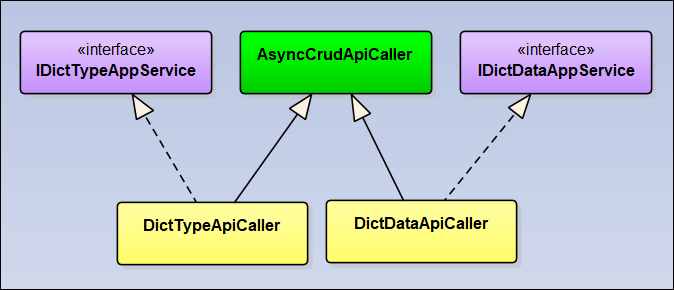 «interface»
IDictTypeAppService
AsyncCrudApiCaller
«interface»
IDictDataAppService
DictTypeApiCaller
DictDataApiCaller